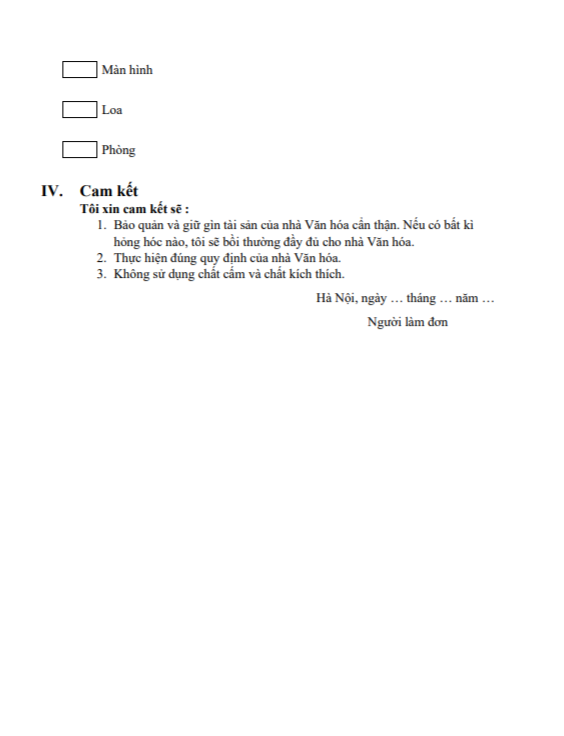 Màn hình
Loa
Phòng
IV. Cam kết
Tôi xin cam kết sẽ :
1. Bảo quản và giữ gìn tài sản của nhà Văn hóa cẩn thận. Nếu có bất kì
hỏng hóc nào, tôi sẽ bồi thường đầy đủ cho nhà Văn hóa.
2. Thực hiện đúng quy định của nhà Văn hóa.
3. Không sử dụng chất cấm và chất kích thích.
Hà Nội, ngày … tháng … năm …
Người làm đơn